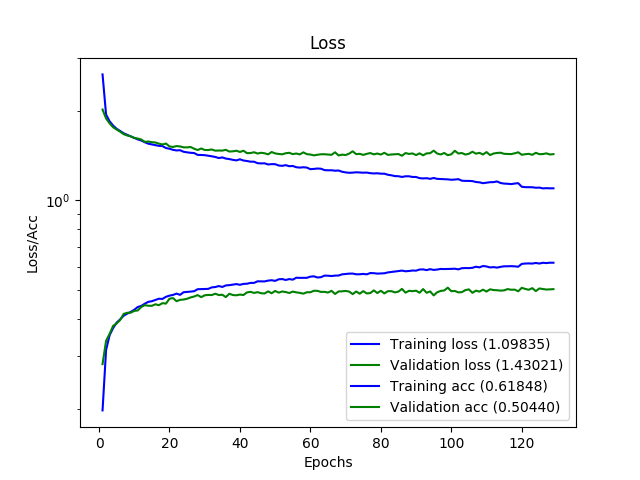 Loss
10⁰
Loss/Acc
0 20 40 60 80 100 120
Epochs
Training loss (1.09835)
Validation loss (1.43021)
Training acc (0.61848)
Validation acc (0.50440)